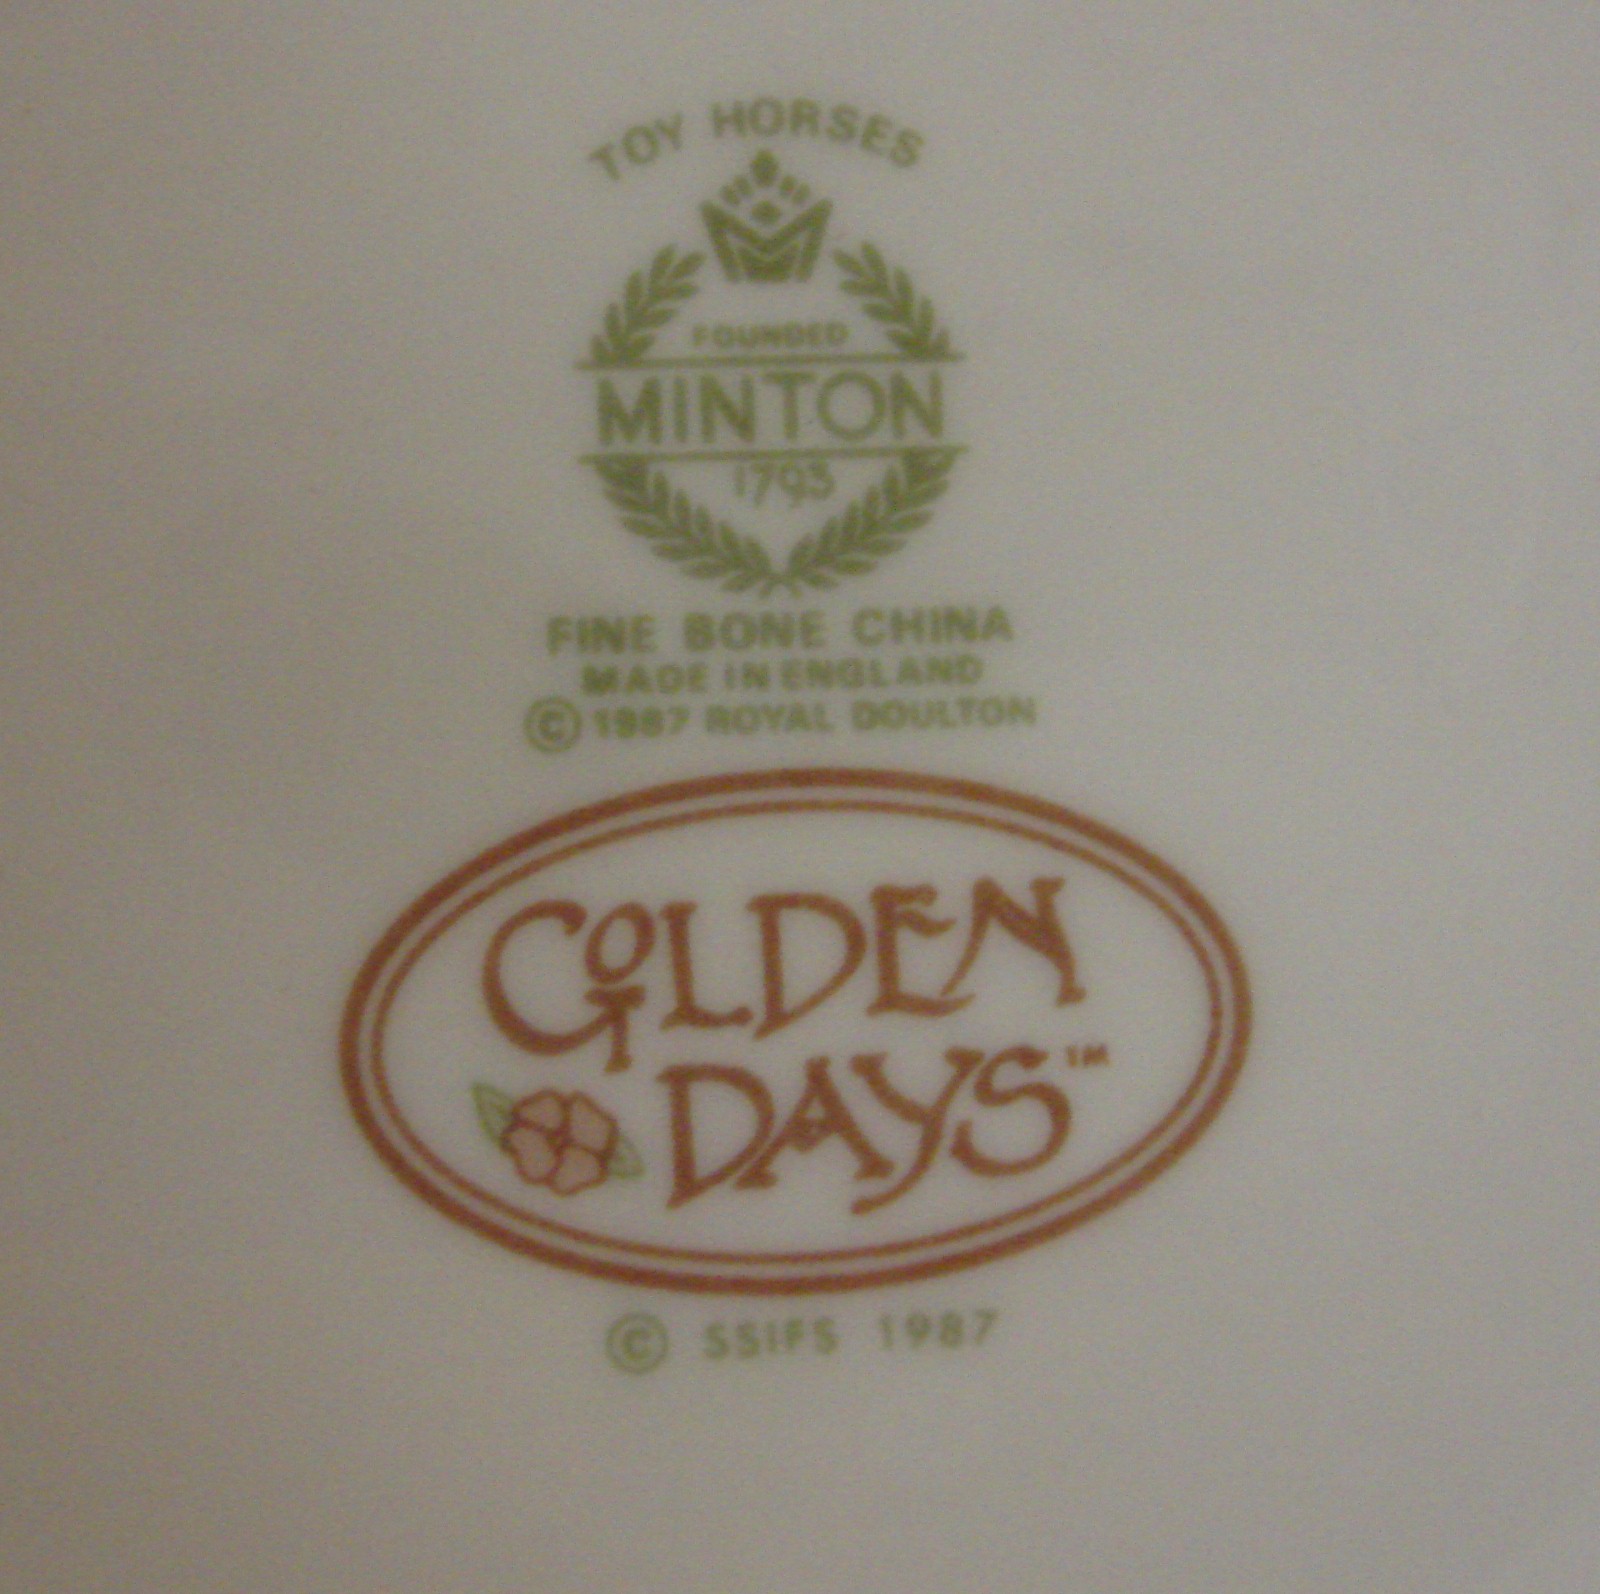 TOY HORSES
FOUNDED
MINTON
1793
FINE BONE CHINA
MADE IN ENGLAND
© 1987 ROYAL DOULTON
GOLDEN
DAYS™
© SSIFS 1987